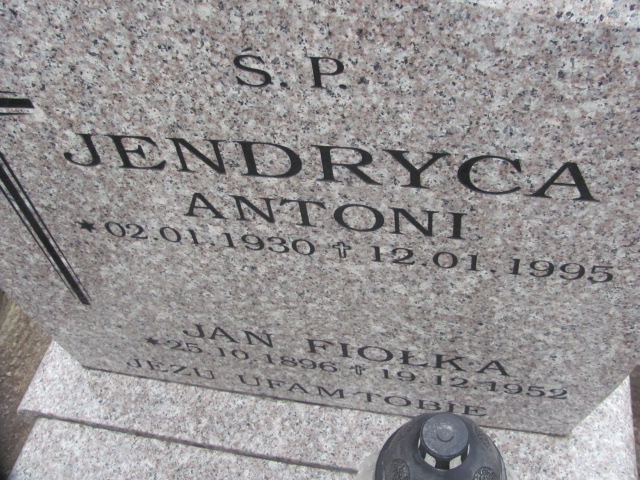 Ś.P.
JENDRYCA
ANTONI
*02.01.1930 ✞ 12.01.1995
JAN FIOŁKA
*25.10.1896 ✞ 19.12.1952
JEZU UFAM TOBIE